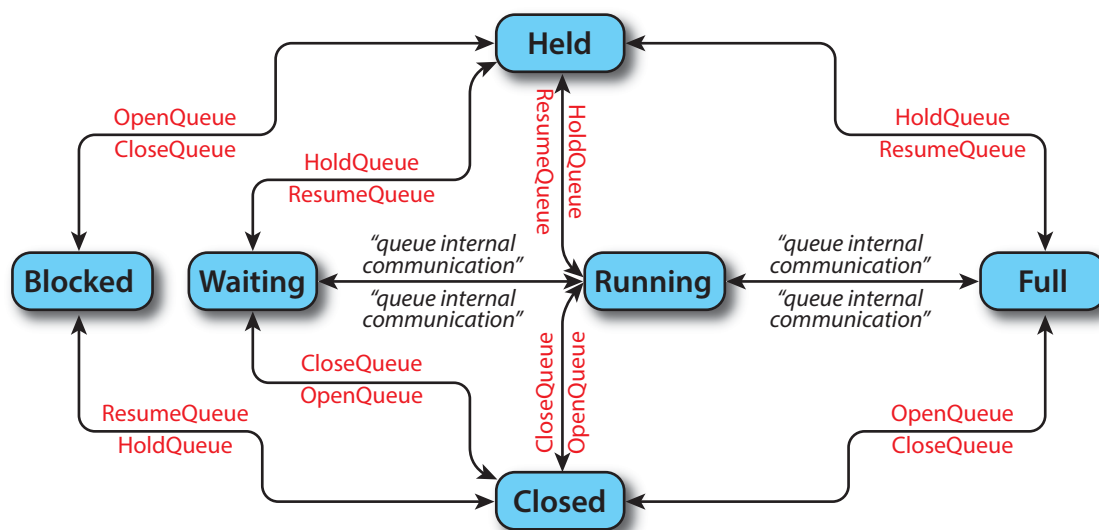 Held
OpenQueue
CloseQueue
HoldQueue
ResumeQueue
HoldQueue
ResumeQueue
HoldQueue
ResumeQueue
“queue internal
communication”
“queue internal
communication”
“queue internal
communication”
“queue internal
communication”
Blocked
Waiting
Running
Full
CloseQueue
OpenQueue
CloseQueue
OpenQueue
ResumeQueue
HoldQueue
OpenQueue
CloseQueue
Closed